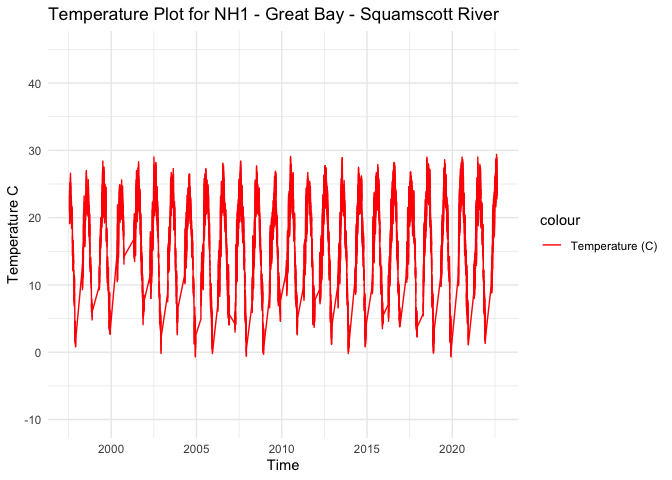 Temperature Plot for NH1 - Great Bay - Squamscott River
Temperature C
40
30
20
10
0
-10
2000
2005
2010
2015
2020
Time
colour
Temperature (C)